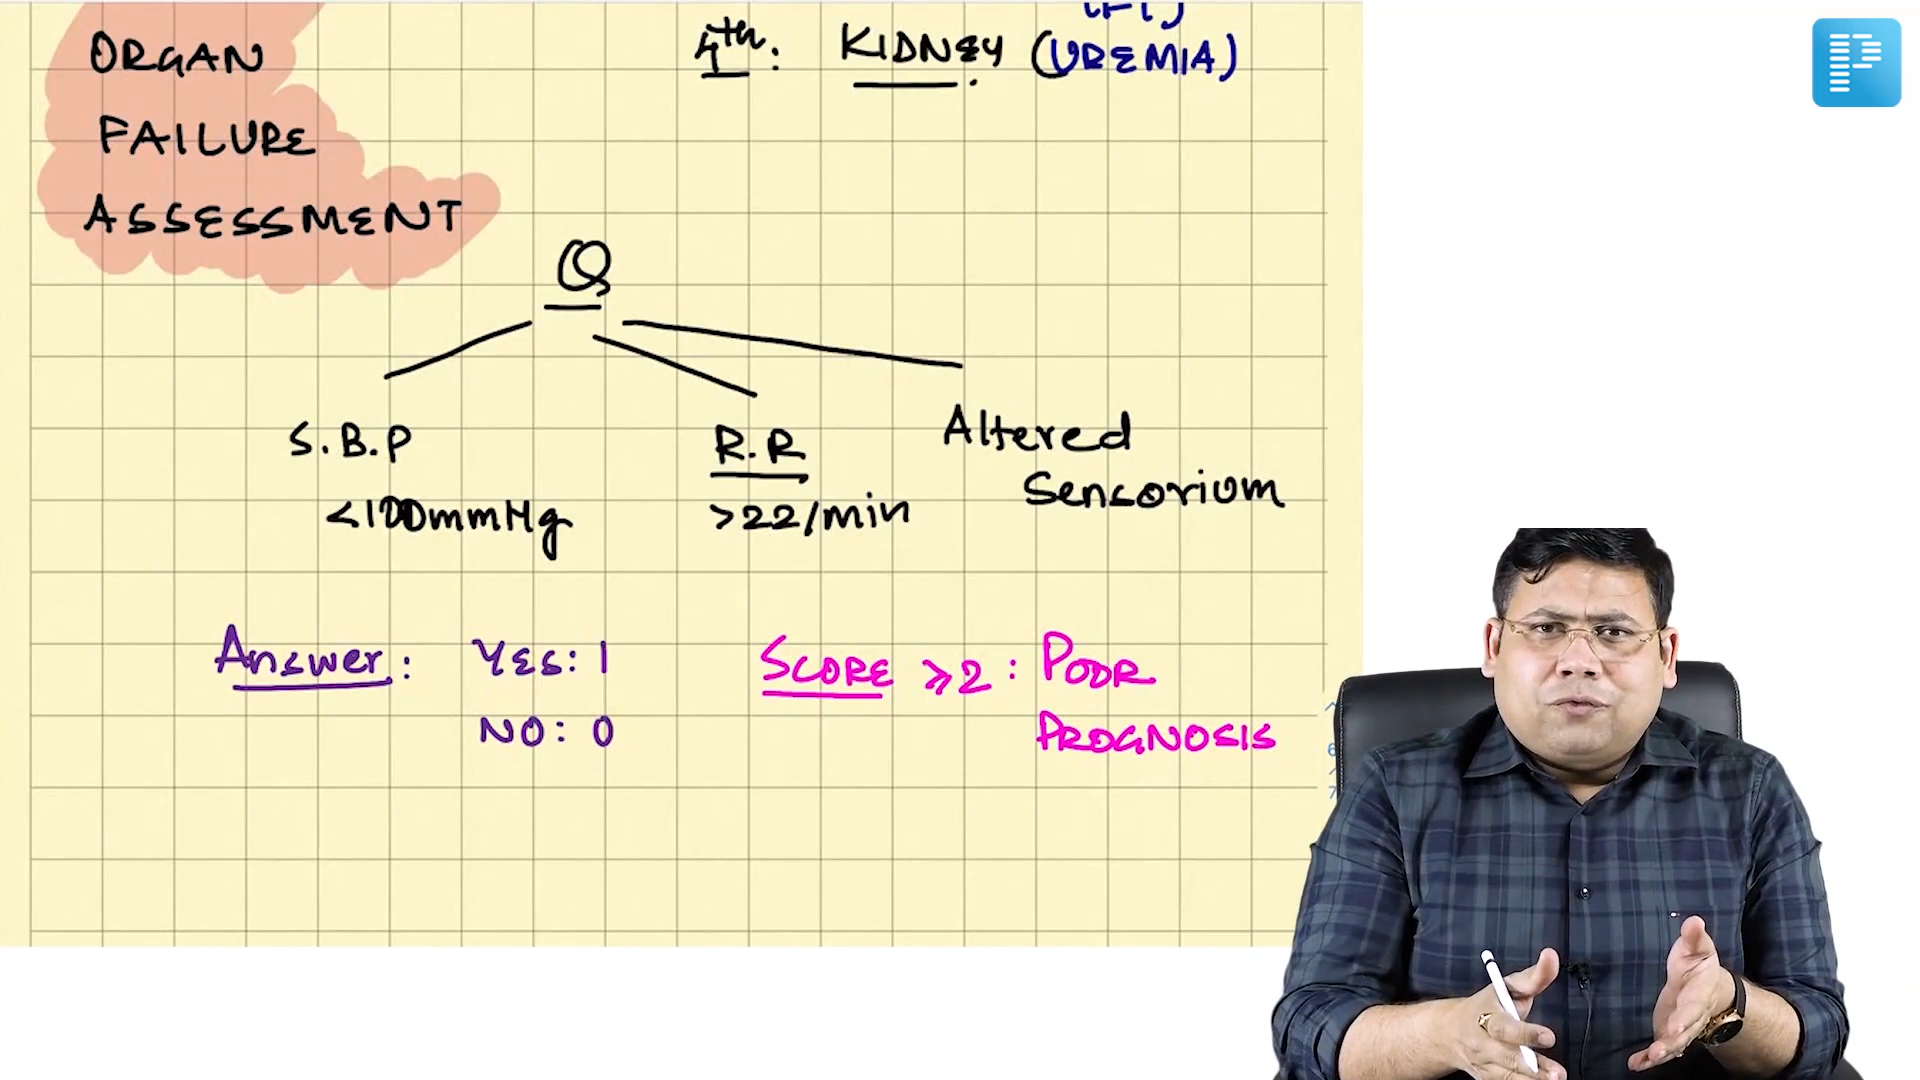 ORGAN
FAILURE
ASSESSMENT
4th: KIDNEY (UREMIA)
Q
S.B.P
<100mmHg
R.R
>22/min
Altered
Sensorium
Answer: YES: 1
NO: 0
SCORE ⩾2: POOR
PROGNOSIS